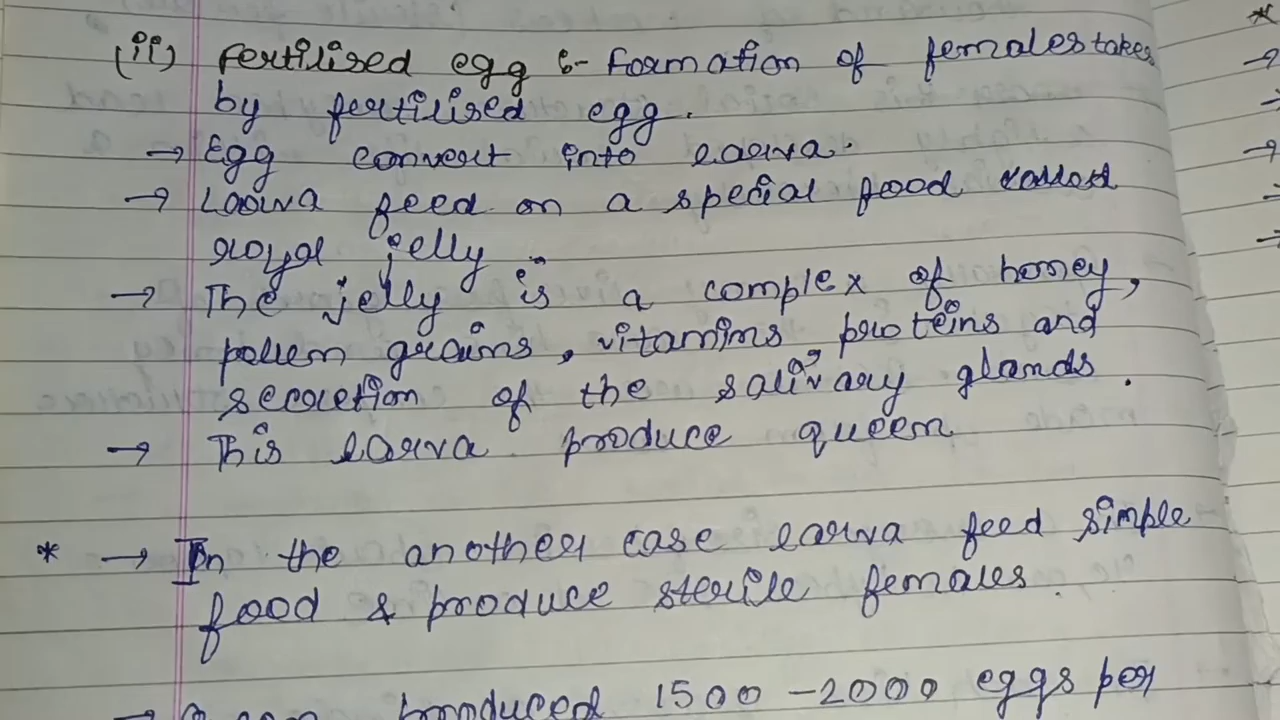 (ii) Fertilised egg :- Formation of females takes
by fertilised egg.
→ Egg convert into larva.
→ Larva feed on a special food called
royal jelly
→ The jelly is a complex of honey,
pollen grains, vitamins, proteins and
secretion of the salivary glands.
→ This larva produce queen
* → In the another case larva feed simple
food & produce sterile females.
→ produced 1500-2000 eggs per
*
→
→
→
→
→